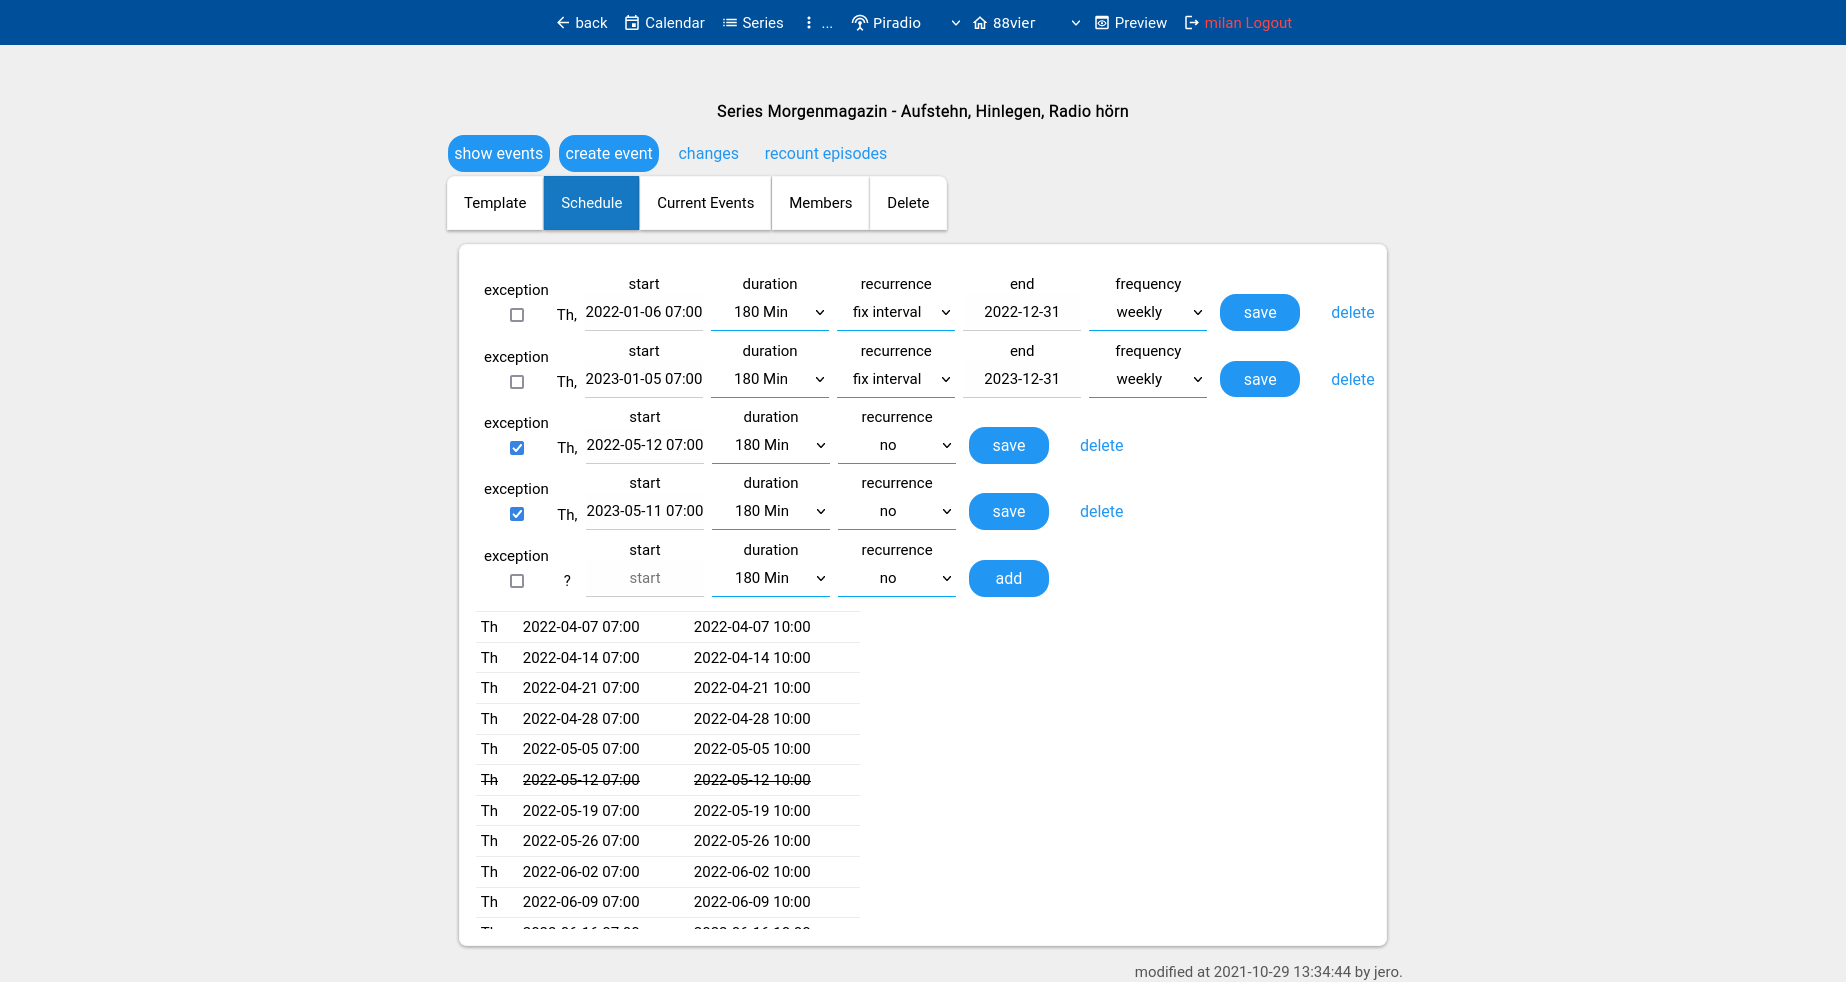 back Calendar Series ... Piradio 88vier Preview milan Logout
Series Morgenmagazin - Aufstehn, Hinlegen, Radio hörn
show events create event changes recount episodes
Template Schedule Current Events Members Delete
exception start duration recurrence end frequency
Th, 2022-01-06 07:00 180 Min fix interval 2022-12-31 weekly save delete
exception start duration recurrence end frequency
Th, 2023-01-05 07:00 180 Min fix interval 2023-12-31 weekly save delete
exception start duration recurrence
Th, 2022-05-12 07:00 180 Min no save delete
exception start duration recurrence
Th, 2023-05-11 07:00 180 Min no save delete
exception start duration recurrence
? start 180 Min no add
Th 2022-04-07 07:00 2022-04-07 10:00
Th 2022-04-14 07:00 2022-04-14 10:00
Th 2022-04-21 07:00 2022-04-21 10:00
Th 2022-04-28 07:00 2022-04-28 10:00
Th 2022-05-05 07:00 2022-05-05 10:00
Th 2022-05-12 07:00 2022-05-12 10:00
Th 2022-05-19 07:00 2022-05-19 10:00
Th 2022-05-26 07:00 2022-05-26 10:00
Th 2022-06-02 07:00 2022-06-02 10:00
Th 2022-06-09 07:00 2022-06-09 10:00
modified at 2021-10-29 13:34:44 by jero.